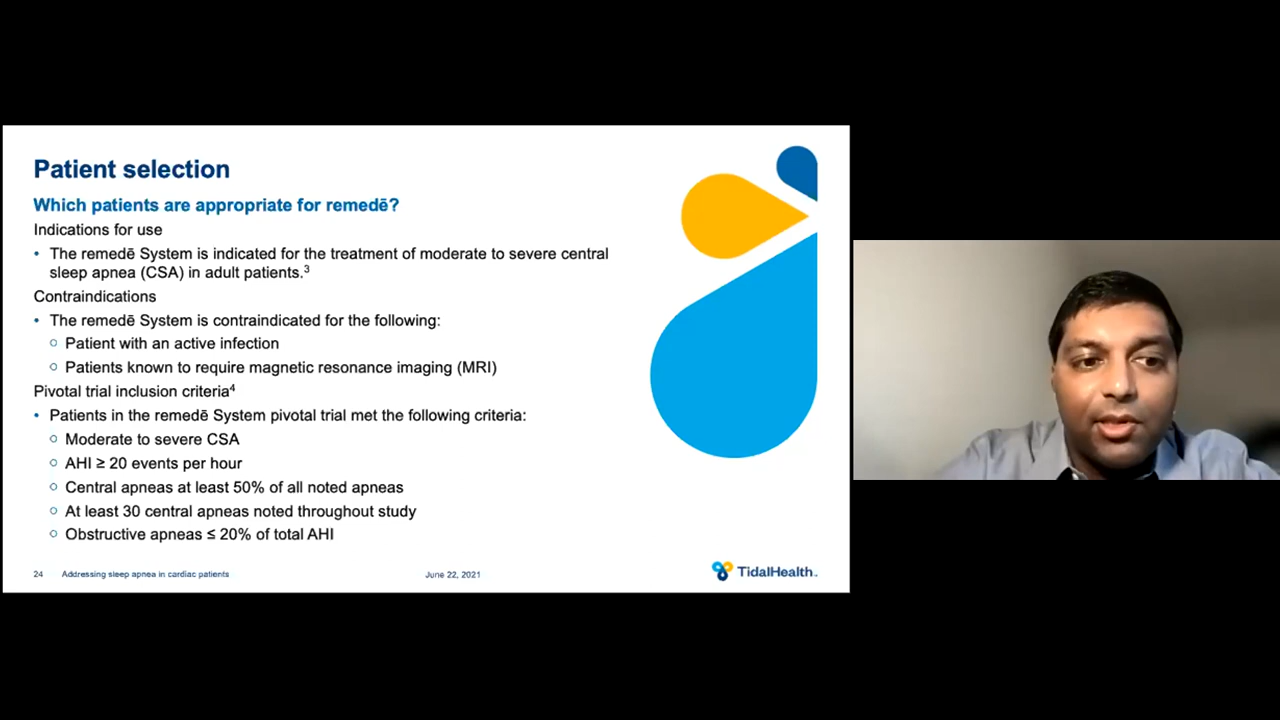 Patient selection
Which patients are appropriate for remedē?
Indications for use
• The remedē System is indicated for the treatment of moderate to severe central
sleep apnea (CSA) in adult patients.³
Contraindications
• The remedē System is contraindicated for the following:
○ Patient with an active infection
○ Patients known to require magnetic resonance imaging (MRI)
Pivotal trial inclusion criteria⁴
• Patients in the remedē System pivotal trial met the following criteria:
○ Moderate to severe CSA
○ AHI ≥ 20 events per hour
○ Central apneas at least 50% of all noted apneas
○ At least 30 central apneas noted throughout study
○ Obstructive apneas ≤ 20% of total AHI
24 Addressing sleep apnea in cardiac patients June 22, 2021 TidalHealth